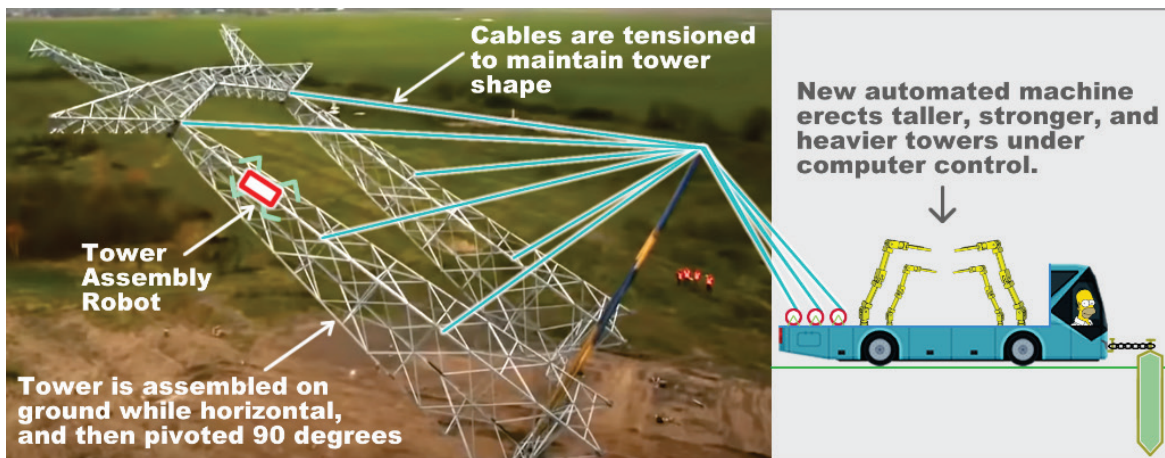 Cables are tensioned
to maintain tower
shape
New automated machine
erects taller, stronger, and
heavier towers under
computer control.
Tower
Assembly
Robot
Tower is assembled on
ground while horizontal,
and then pivoted 90 degrees